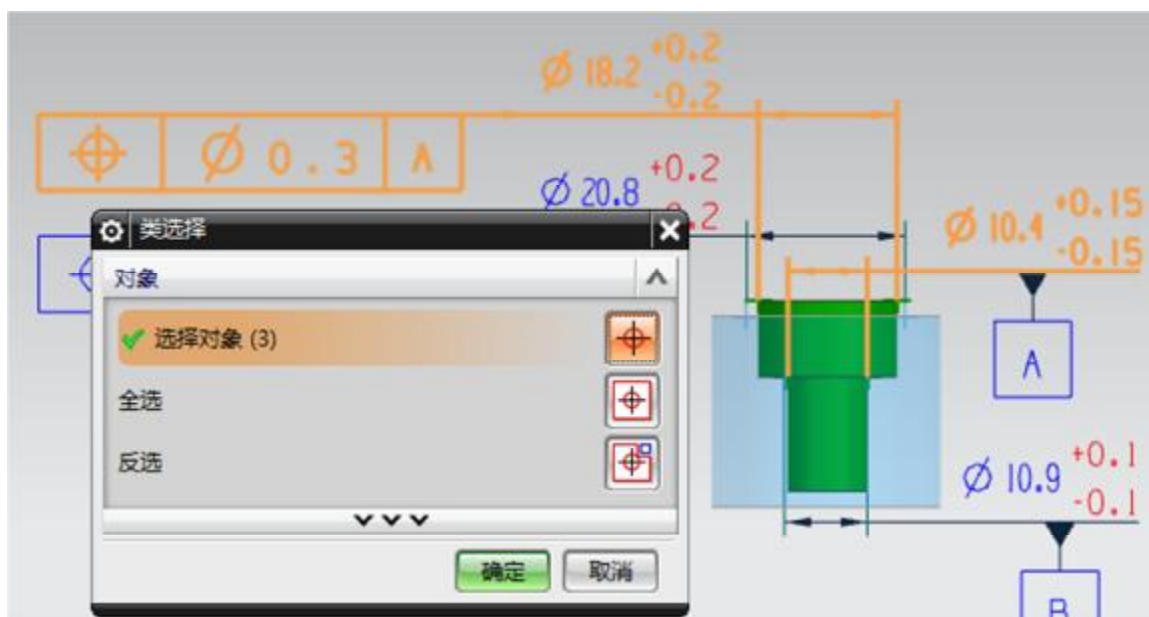 Ø 18.2 +0.2
-0.2
⌖ Ø 0.3 A
Ø 20.8 +0.2
0.2
Ø 10.4 +0.15
-0.15
类选择
对象
选择对象 (3)
全选
反选
确定
取消
A
Ø 10.9 +0.1
-0.1
B